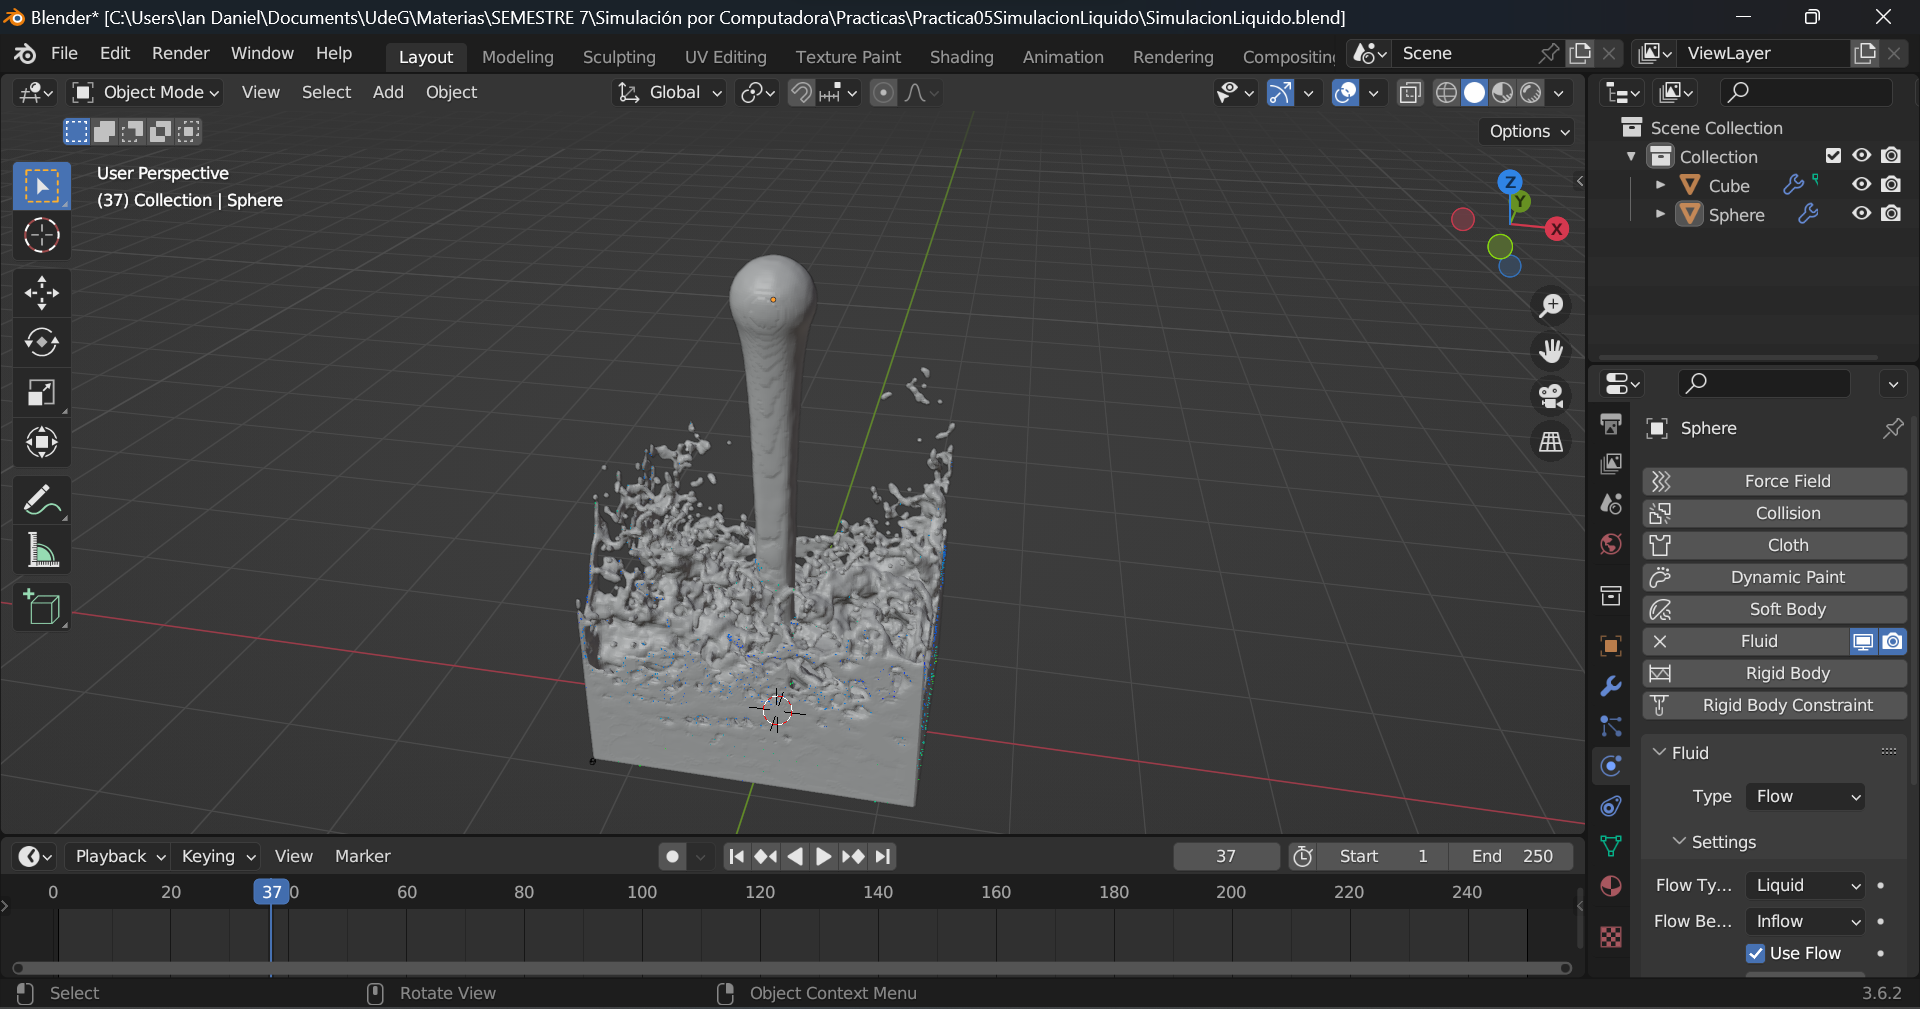 Blender* [C:\Users\Ian Daniel\Documents\UdeG\Materias\SEMESTRE 7\Simulación por Computadora\Practicas\Practica05SimulacionLiquido\SimulacionLiquido.blend]
File Edit Render Window Help Layout Modeling Sculpting UV Editing Texture Paint Shading Animation Rendering Compositing Scene ViewLayer
Object Mode View Select Add Object Global
Options
User Perspective
(37) Collection | Sphere
Z
Y
X
Scene Collection
Collection
Cube
Sphere
Sphere
Force Field
Collision
Cloth
Dynamic Paint
Soft Body
Fluid
Rigid Body
Rigid Body Constraint
Fluid
Type Flow
Settings
Flow Ty... Liquid
Flow Be... Inflow
Use Flow
Playback Keying View Marker 37 Start 1 End 250
0 20 37 0 60 80 100 120 140 160 180 200 220 240
Select Rotate View Object Context Menu 3.6.2